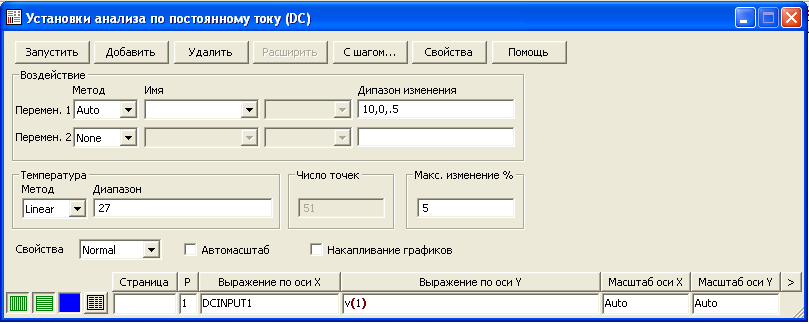 Установки анализа по постоянному току (DC)
Запустить Добавить Удалить Расширить С шагом... Свойства Помощь
Воздействие
Метод Имя Дипазон изменения
Перемен. 1 Auto 10,0,.5
Перемен. 2 None
Температура Число точек Макс. изменение %
Метод Диапазон
Linear 27 51 5
Свойства Normal Автомасштаб Накапливание графиков
Страница P Выражение по оси X Выражение по оси Y Масштаб оси X Масштаб оси Y >
1 DCINPUT1 v(1) Auto Auto